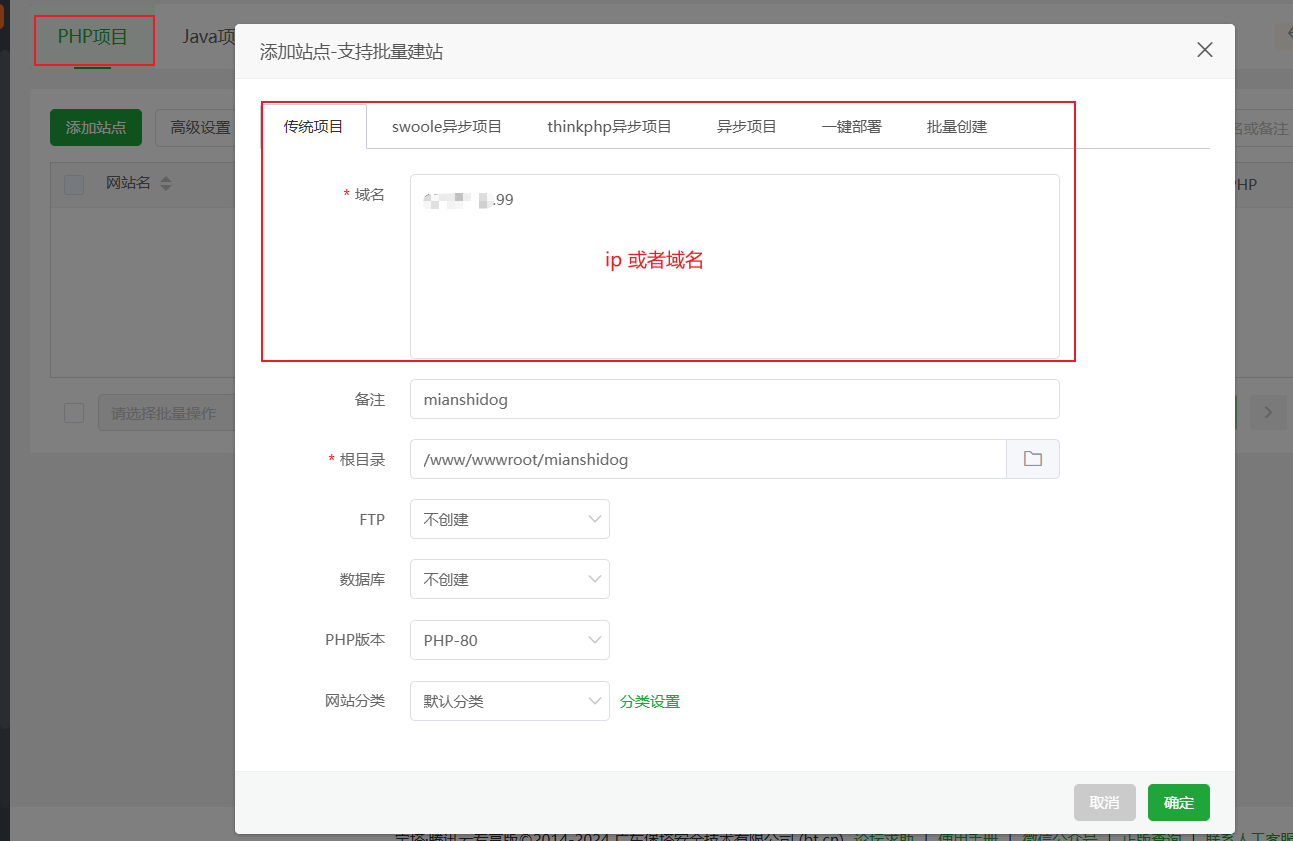 PHP项目 Java项
添加站点-支持批量建站
添加站点 高级设置
传统项目 swoole异步项目 thinkphp异步项目 异步项目 一键部署 批量创建
名或备注
网站名
* 域名
.99
PHP
ip 或者域名
备注 mianshidog
请选择批量操作
* 根目录 /www/wwwroot/mianshidog
FTP 不创建
数据库 不创建
PHP版本 PHP-80
网站分类 默认分类 分类设置
取消 确定
宝塔·腾讯云专享版©2014-2024 广东堡塔安全技术有限公司 (bt.cn) 论坛求助 | 使用手册 | 微信公众号 | 正版查询 | 联系人工客服